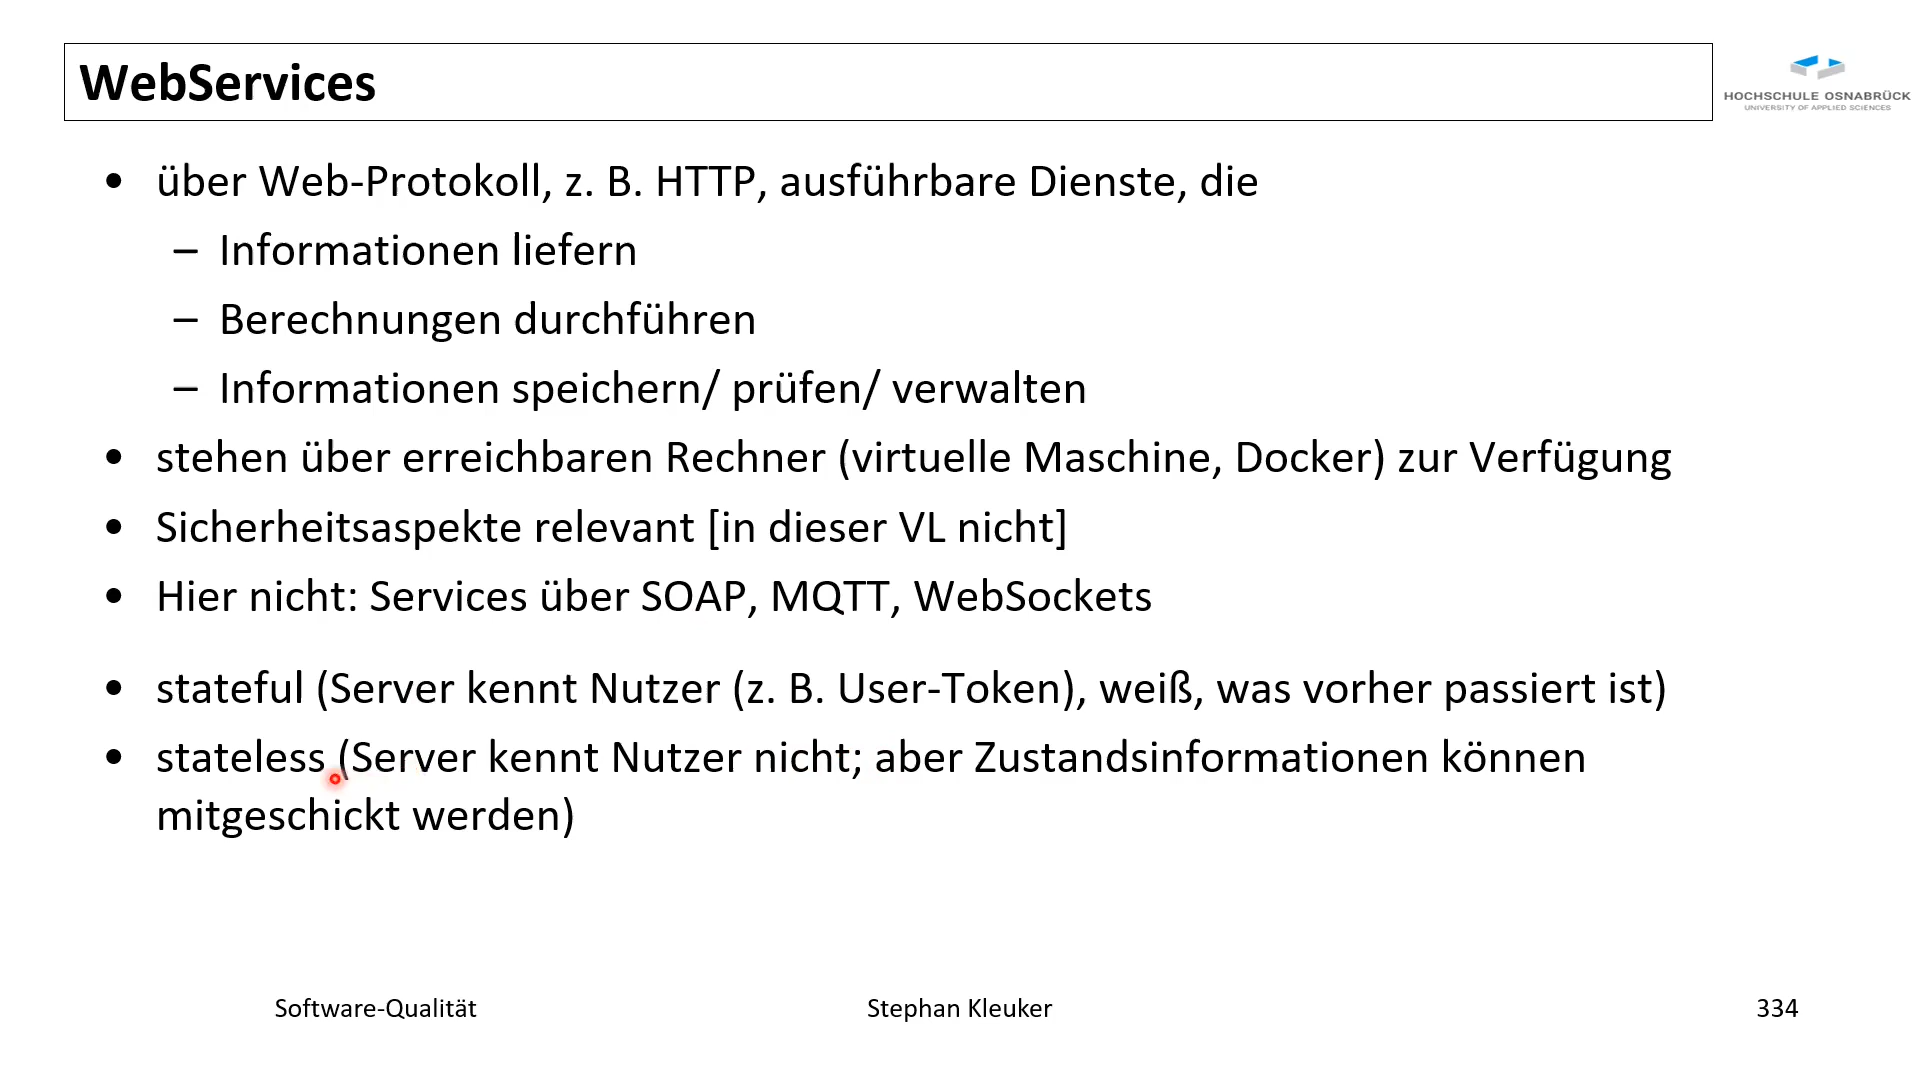 WebServices
HOCHSCHULE OSNABRÜCK
UNIVERSITY OF APPLIED SCIENCES
• über Web-Protokoll, z. B. HTTP, ausführbare Dienste, die
– Informationen liefern
– Berechnungen durchführen
– Informationen speichern/ prüfen/ verwalten
• stehen über erreichbaren Rechner (virtuelle Maschine, Docker) zur Verfügung
• Sicherheitsaspekte relevant [in dieser VL nicht]
• Hier nicht: Services über SOAP, MQTT, WebSockets
• stateful (Server kennt Nutzer (z. B. User-Token), weiß, was vorher passiert ist)
• stateless (Server kennt Nutzer nicht; aber Zustandsinformationen können
mitgeschickt werden)
Software-Qualität
Stephan Kleuker
334